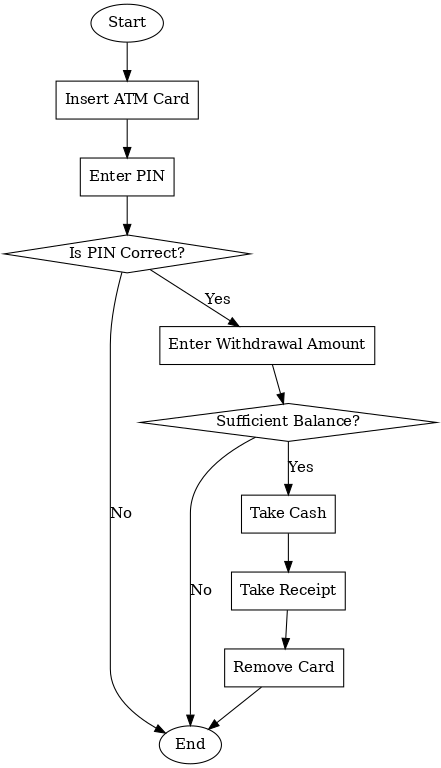 Start
Insert ATM Card
Enter PIN
Is PIN Correct?
Yes
Enter Withdrawal Amount
Sufficient Balance?
Yes
No
Take Cash
Take Receipt
No
Remove Card
End